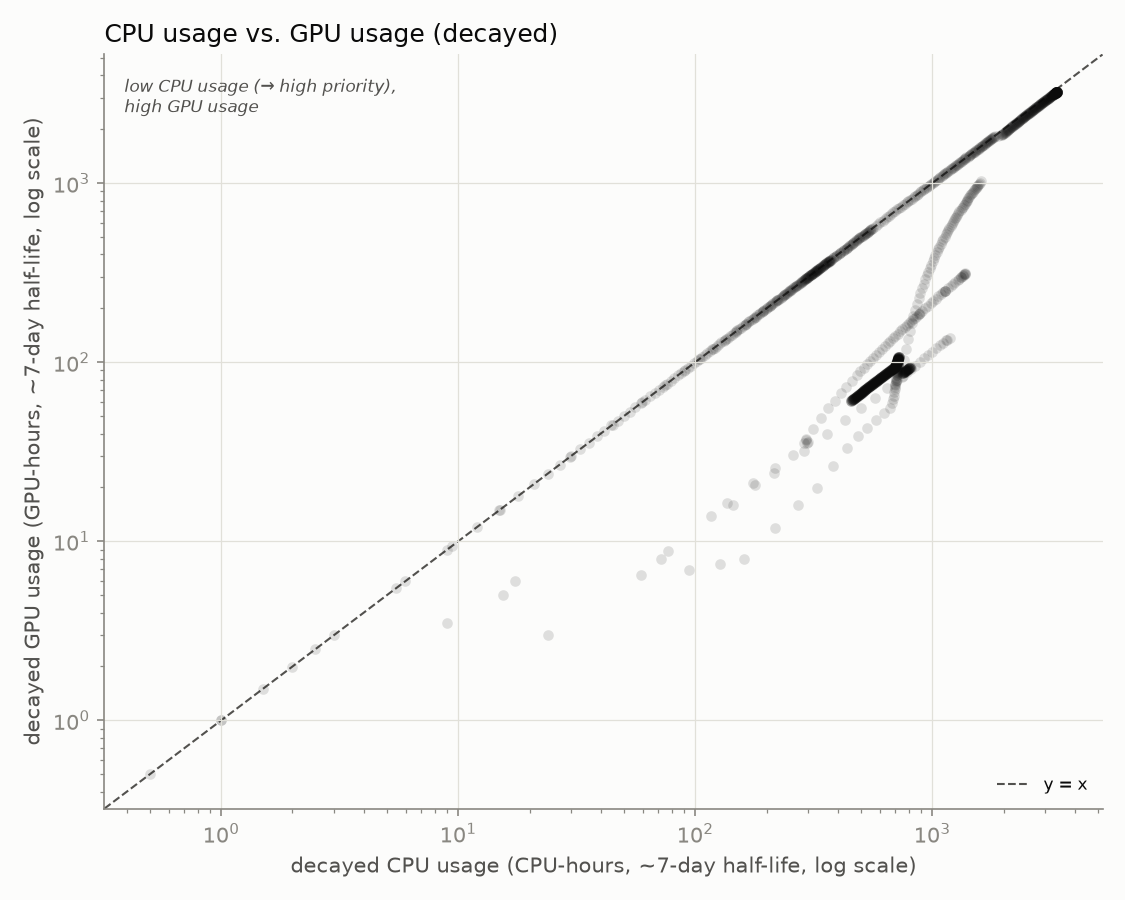 CPU usage vs. GPU usage (decayed)
low CPU usage (→ high priority),
high GPU usage
decayed GPU usage (GPU-hours, ~7-day half-life, log scale)
10³
10²
10¹
10⁰
y = x
10⁰ 10¹ 10² 10³
decayed CPU usage (CPU-hours, ~7-day half-life, log scale)